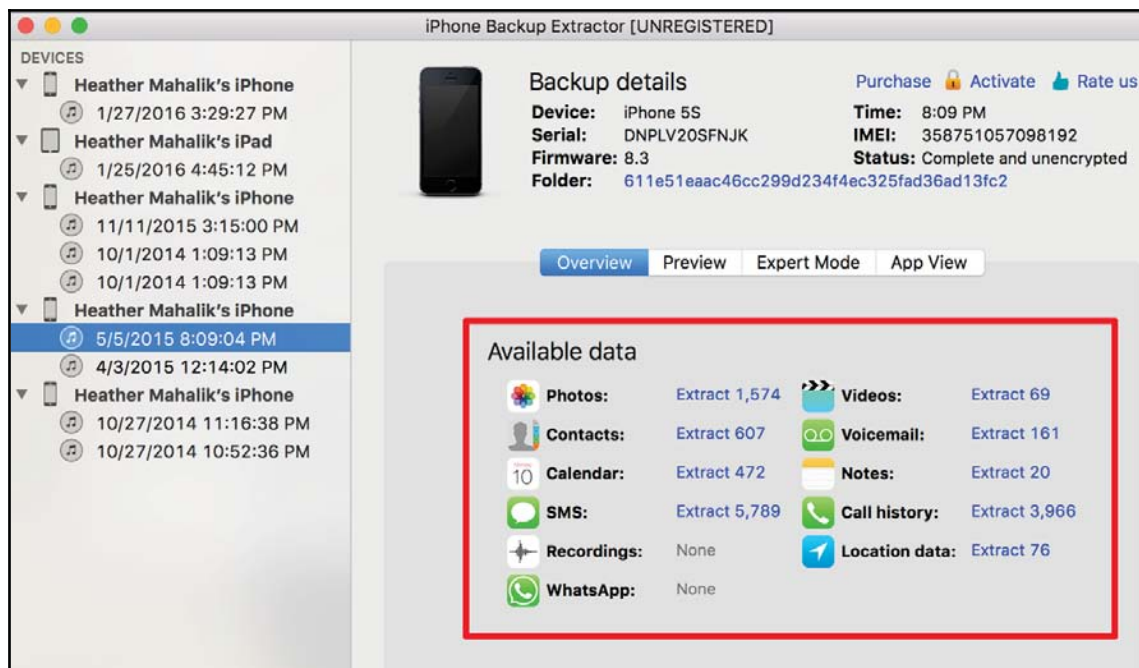 iPhone Backup Extractor [UNREGISTERED]
DEVICES
Heather Mahalik's iPhone
1/27/2016 3:29:27 PM
Heather Mahalik's iPad
1/25/2016 4:45:12 PM
Heather Mahalik's iPhone
11/11/2015 3:15:00 PM
10/1/2014 1:09:13 PM
10/1/2014 1:09:13 PM
Heather Mahalik's iPhone
5/5/2015 8:09:04 PM
4/3/2015 12:14:02 PM
Heather Mahalik's iPhone
10/27/2014 11:16:38 PM
10/27/2014 10:52:36 PM
Backup details
Purchase Activate Rate us
Device: iPhone 5S Time: 8:09 PM
Serial: DNPLV20SFNJK IMEI: 358751057098192
Firmware: 8.3 Status: Complete and unencrypted
Folder: 611e51eaac46cc299d234f4ec325fad36ad13fc2
Overview Preview Expert Mode App View
Available data
Photos: Extract 1,574 Videos: Extract 69
Contacts: Extract 607 Voicemail: Extract 161
10 Calendar: Extract 472 Notes: Extract 20
SMS: Extract 5,789 Call history: Extract 3,966
Recordings: None Location data: Extract 76
WhatsApp: None